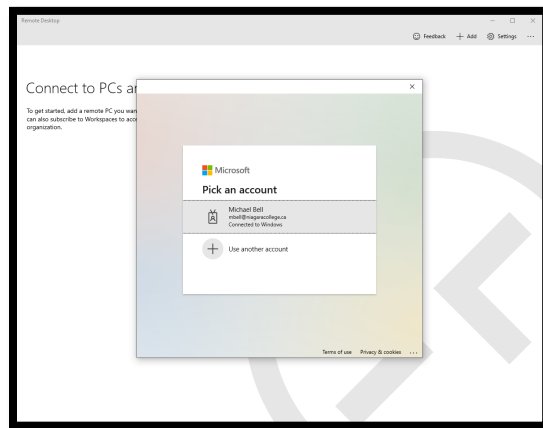 Remote Desktop
Feedback
Add
Settings
Connect to PCs a
To get started, add a remote PC you wan
can also subscribe to Workspaces to acc
organization.
Microsoft
Pick an account
Michael Bell
mbell@niagaracollege.ca
Connected to Windows
Use another account
Terms of use
Privacy & cookies